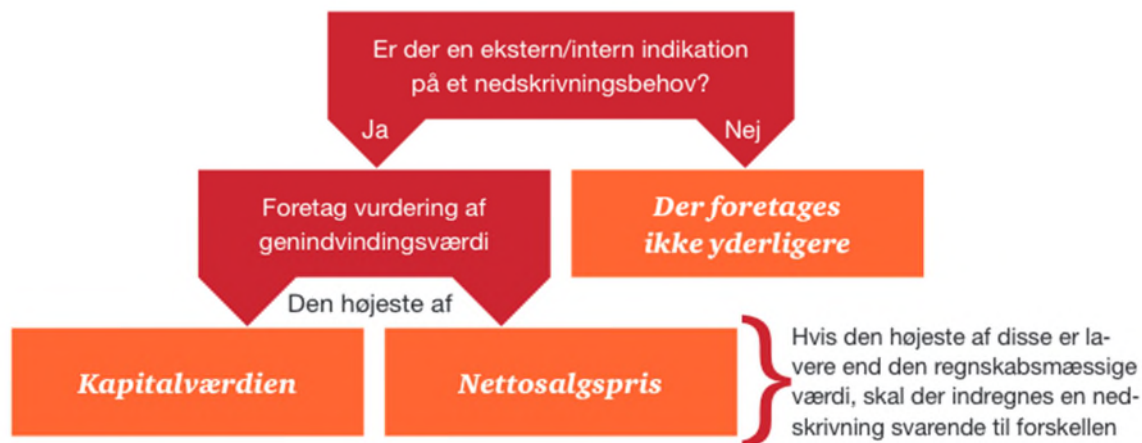 Er der en ekstern/intern indikation
på et nedskrivningsbehov?
Ja
Nej
Foretag vurdering af
genindvindingsværdi
Der foretages
ikke yderligere
Den højeste af
Kapitalværdien
Nettosalgspris
Hvis den højeste af disse er la-
vere end den regnskabsmæssige
værdi, skal der indregnes en ned-
skrivning svarende til forskellen